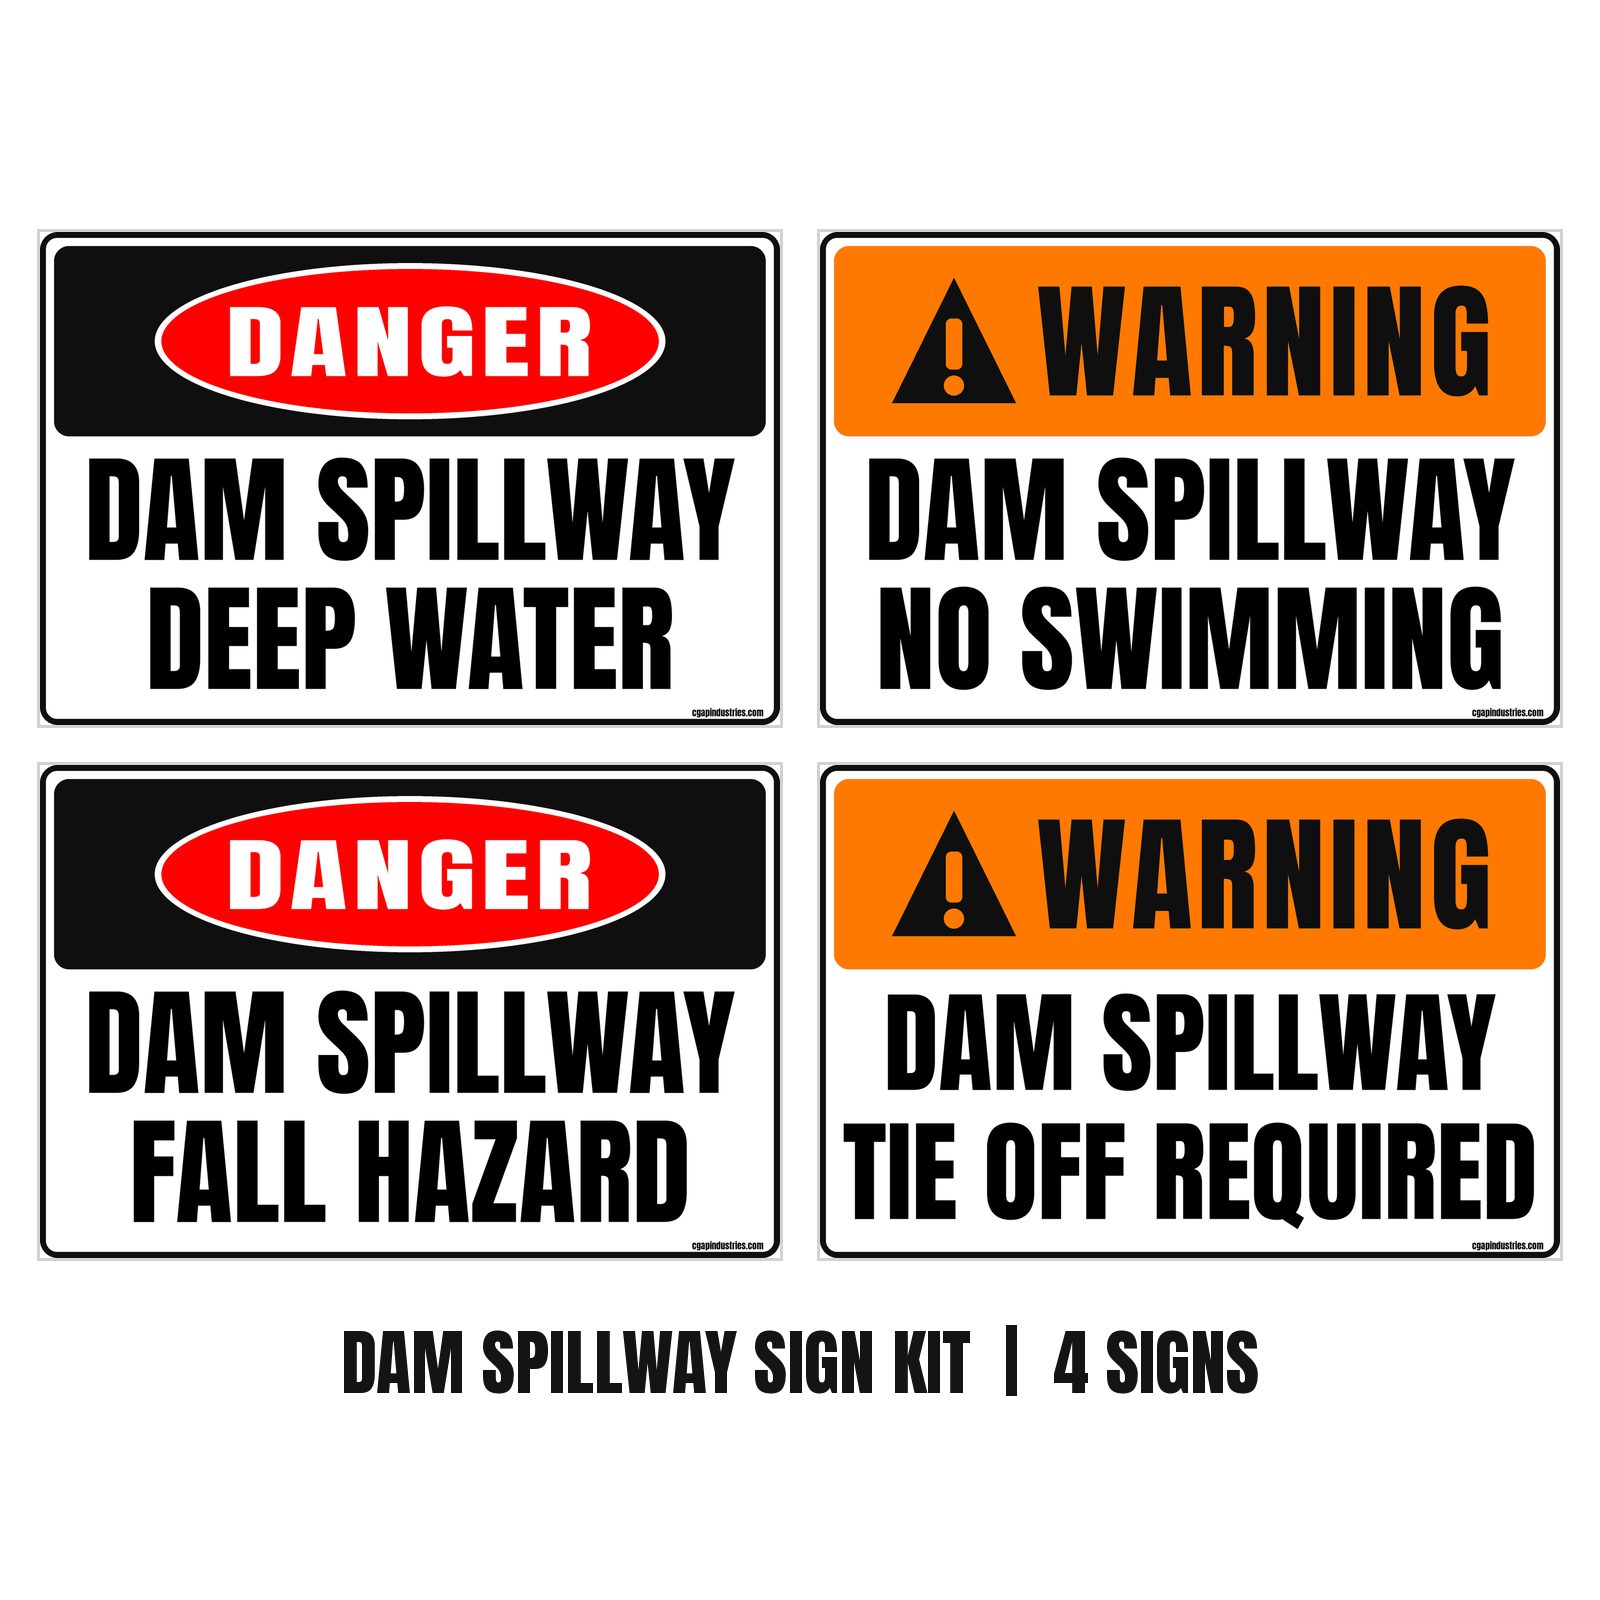 DANGER
DAM SPILLWAY
DEEP WATER
cgapindustries.com
WARNING
DAM SPILLWAY
NO SWIMMING
cgapindustries.com
DANGER
DAM SPILLWAY
FALL HAZARD
cgapindustries.com
WARNING
DAM SPILLWAY
TIE OFF REQUIRED
cgapindustries.com
DAM SPILLWAY SIGN KIT | 4 SIGNS